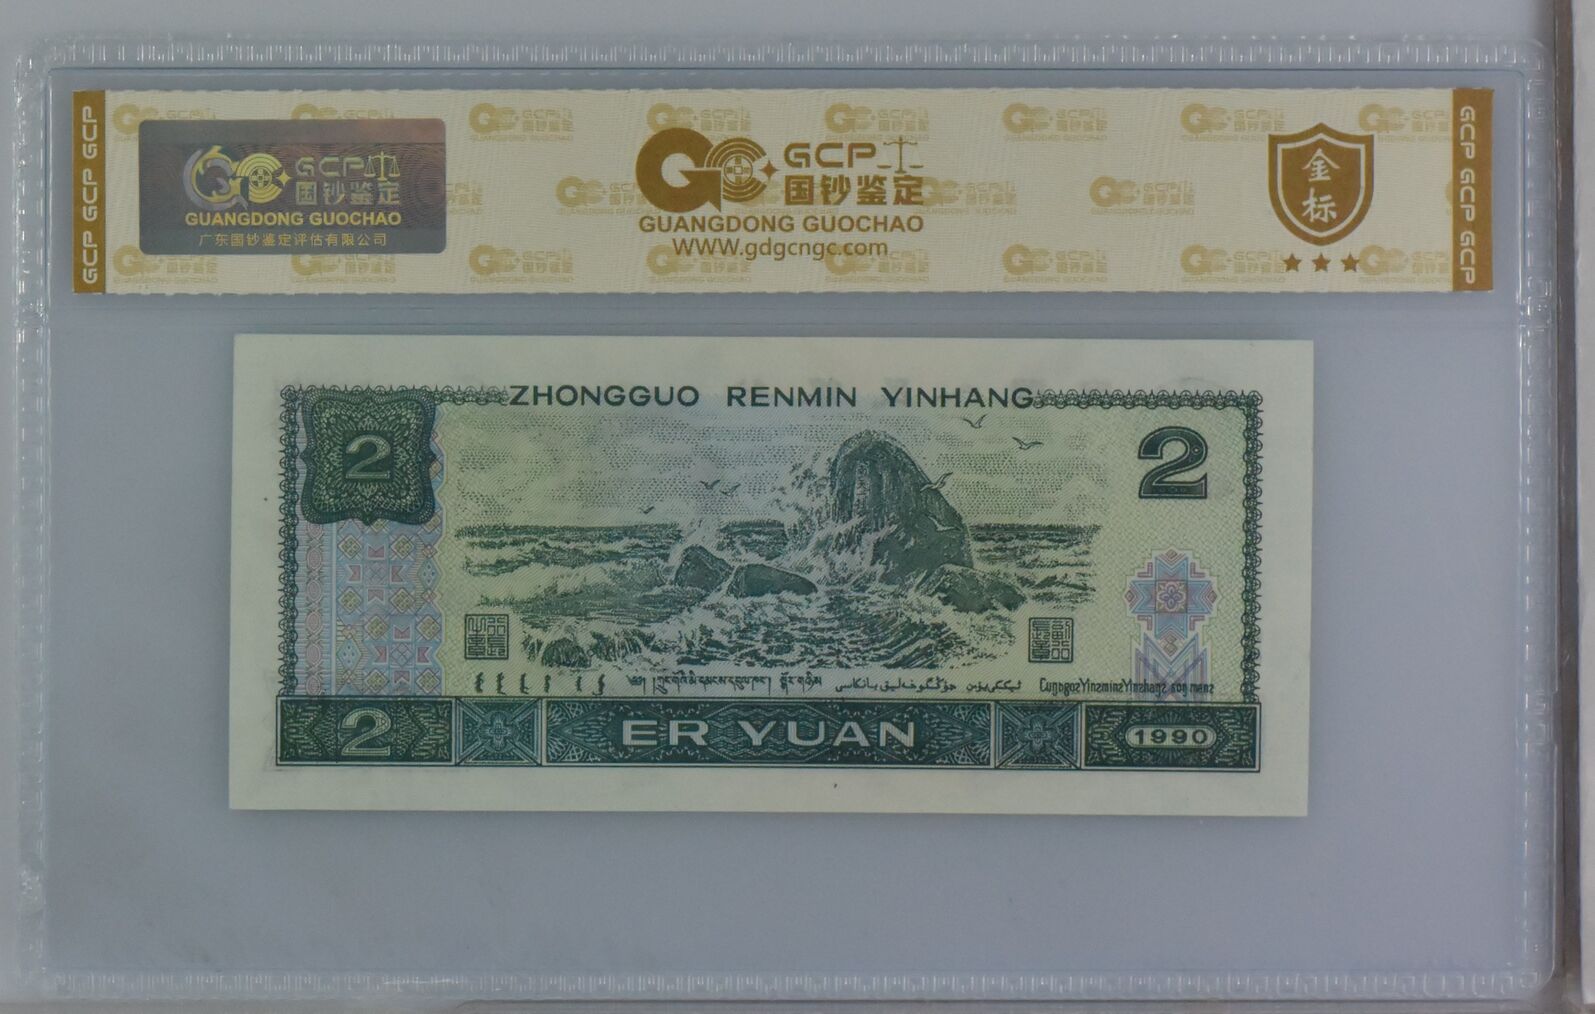 GCP GCP GCP
GCP
国钞鉴定
GUANGDONG GUOCHAO
广东国钞鉴定评估有限公司
GCP
国钞鉴定
GUANGDONG GUOCHAO
WWW.gdgcngc.com
金
标
GCP GCP GCP
ZHONGGUO RENMIN YINHANG
2
2
2 ER YUAN 1990